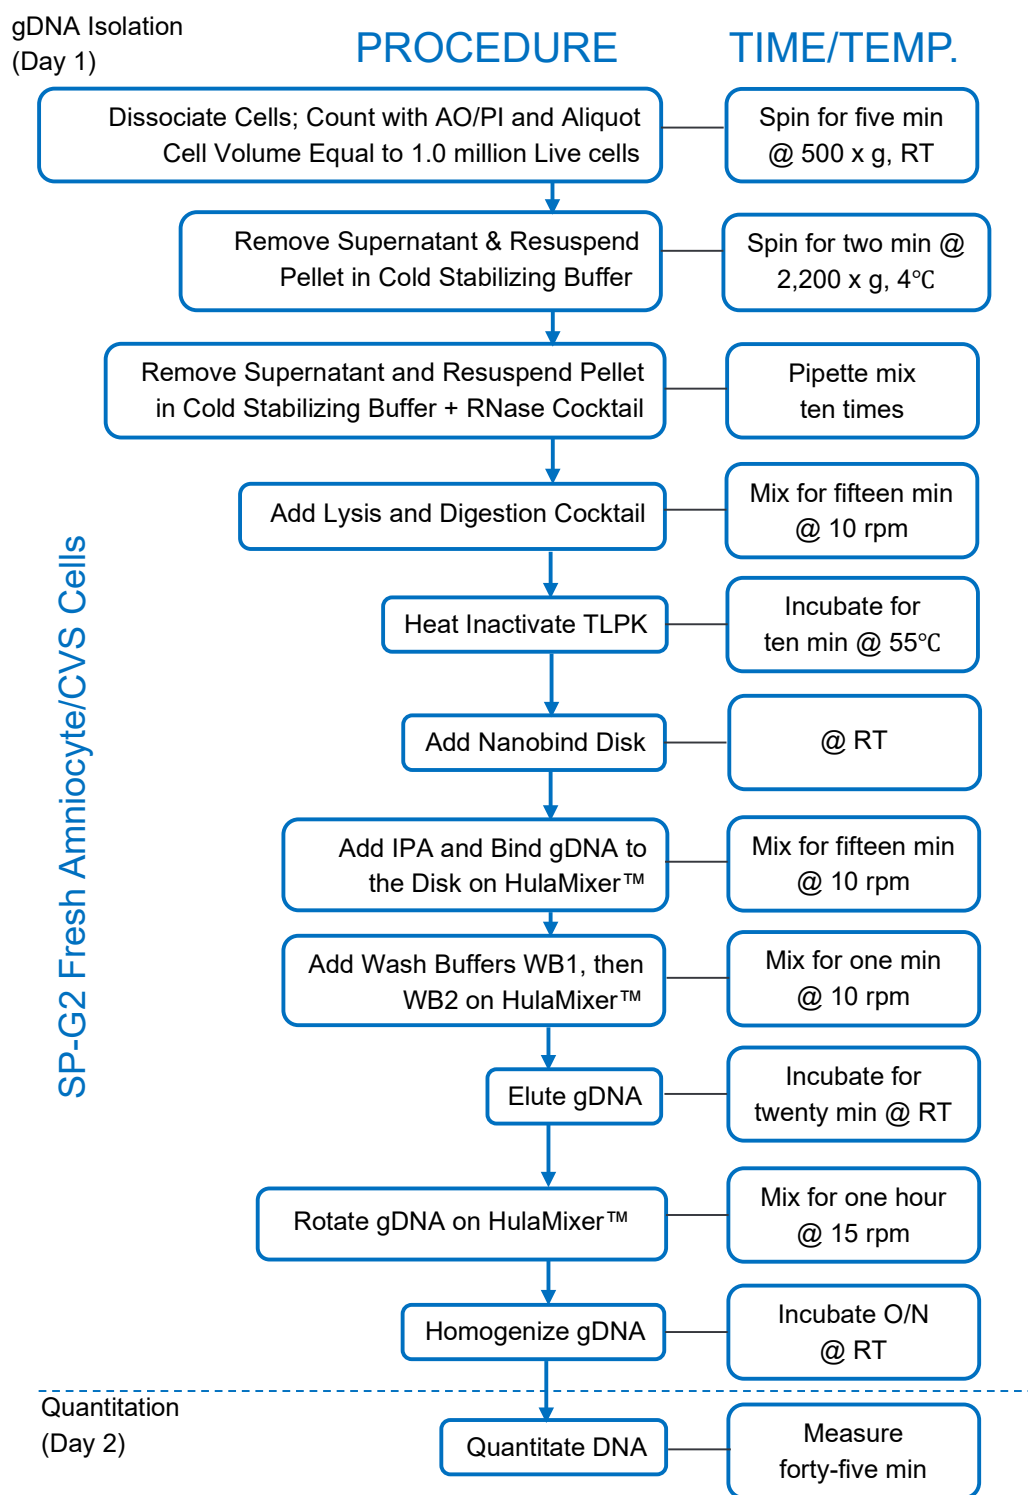 gDNA Isolation
(Day 1)
PROCEDURE
TIME/TEMP.
Dissociate Cells; Count with AO/PI and Aliquot
Cell Volume Equal to 1.0 million Live cells
Spin for five min
@ 500 x g, RT
Remove Supernatant & Resuspend
Pellet in Cold Stabilizing Buffer
Spin for two min @
2,200 x g, 4℃
Remove Supernatant and Resuspend Pellet
in Cold Stabilizing Buffer + RNase Cocktail
Pipette mix
ten times
Add Lysis and Digestion Cocktail
Mix for fifteen min
@ 10 rpm
Heat Inactivate TLPK
Incubate for
ten min @ 55℃
Add Nanobind Disk
@ RT
Add IPA and Bind gDNA to
the Disk on HulaMixer™
Mix for fifteen min
@ 10 rpm
Add Wash Buffers WB1, then
WB2 on HulaMixer™
Mix for one min
@ 10 rpm
Elute gDNA
Incubate for
twenty min @ RT
Rotate gDNA on HulaMixer™
Mix for one hour
@ 15 rpm
Homogenize gDNA
Incubate O/N
@ RT
SP-G2 Fresh Amniocyte/CVS Cells
Quantitation
(Day 2)
Quantitate DNA
Measure
forty-five min